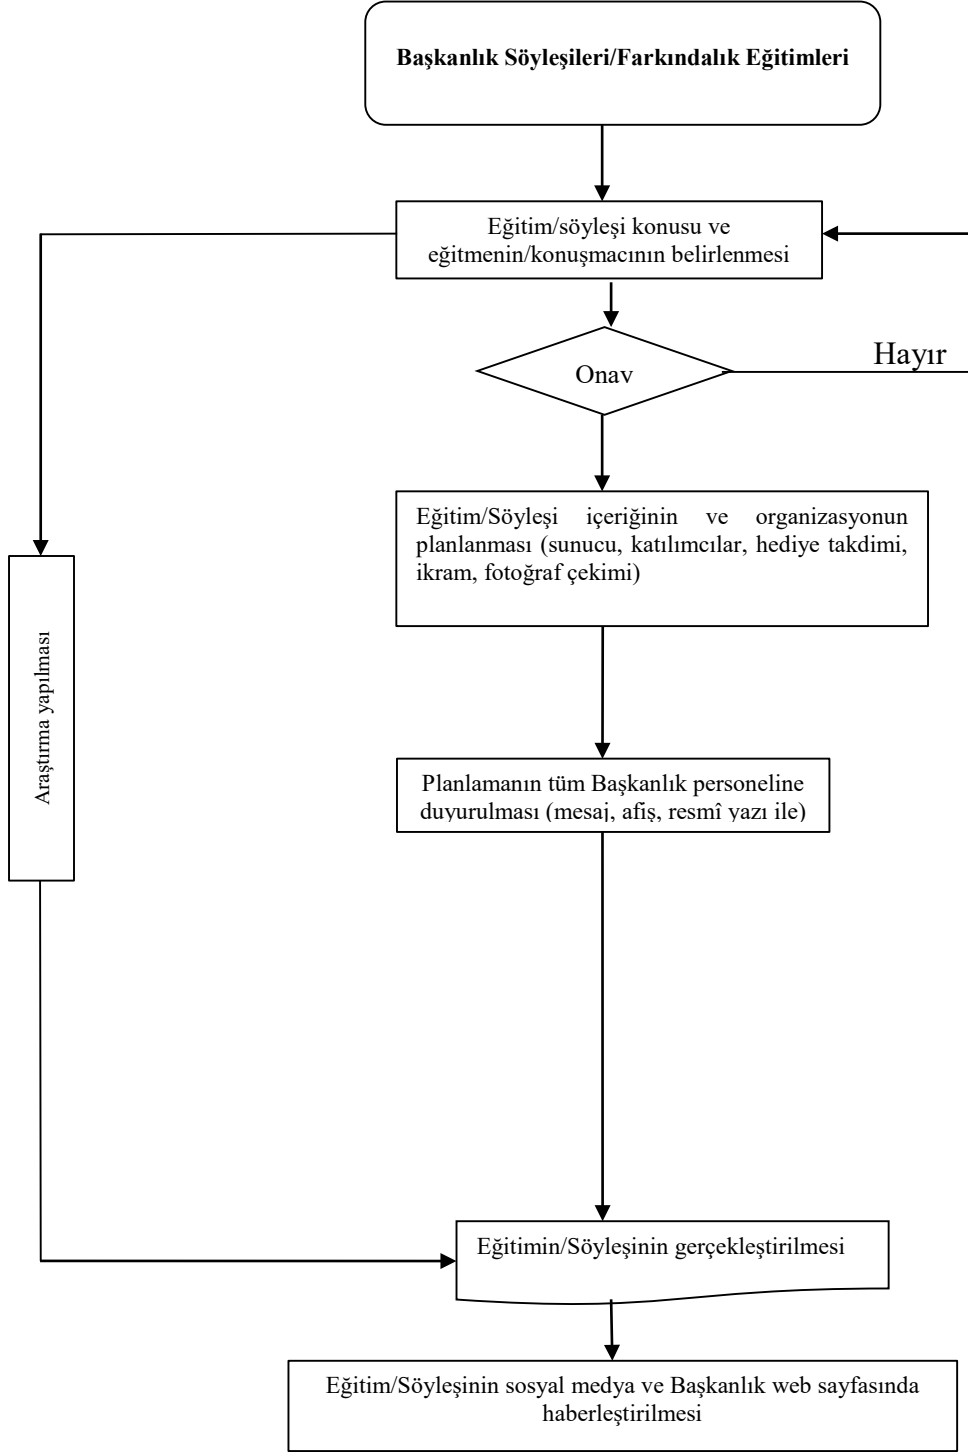 Başkanlık Söyleşileri/Farkındalık Eğitimleri
Eğitim/söyleşi konusu ve
eğitmenin/konuşmacının belirlenmesi
Hayır
Onay
Eğitim/Söyleşi içeriğinin ve organizasyonun
planlanması (sunucu, katılımcılar, hediye takdimi,
ikram, fotoğraf çekimi)
Araştırma yapılması
Planlamanın tüm Başkanlık personeline
duyurulması (mesaj, afiş, resmî yazı ile)
Eğitimin/Söyleşinin gerçekleştirilmesi
Eğitim/Söyleşinin sosyal medya ve Başkanlık web sayfasında
haberleştirilmesi